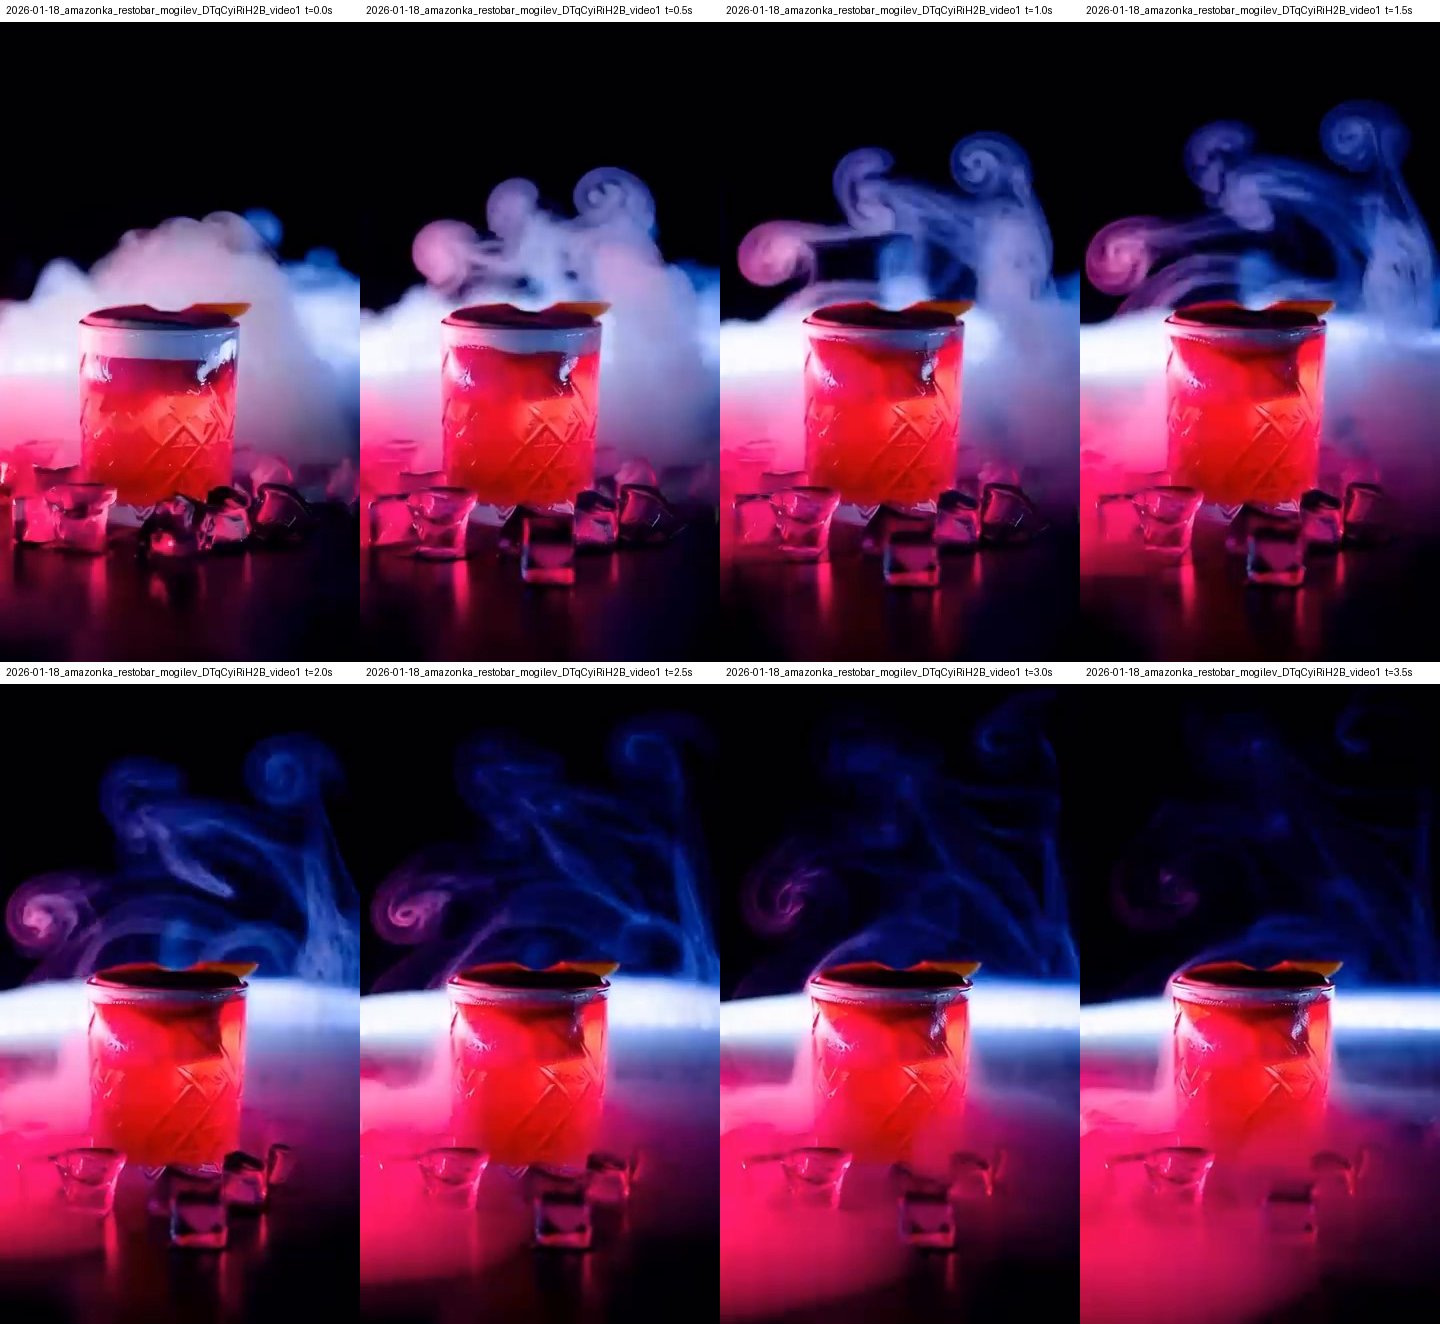 2026-01-18_amazonka_restobar_mogilev_DTqCyiRiH2B_video1 t=0.0s
2026-01-18_amazonka_restobar_mogilev_DTqCyiRiH2B_video1 t=0.5s
2026-01-18_amazonka_restobar_mogilev_DTqCyiRiH2B_video1 t=1.0s
2026-01-18_amazonka_restobar_mogilev_DTqCyiRiH2B_video1 t=1.5s
2026-01-18_amazonka_restobar_mogilev_DTqCyiRiH2B_video1 t=2.0s
2026-01-18_amazonka_restobar_mogilev_DTqCyiRiH2B_video1 t=2.5s
2026-01-18_amazonka_restobar_mogilev_DTqCyiRiH2B_video1 t=3.0s
2026-01-18_amazonka_restobar_mogilev_DTqCyiRiH2B_video1 t=3.5s